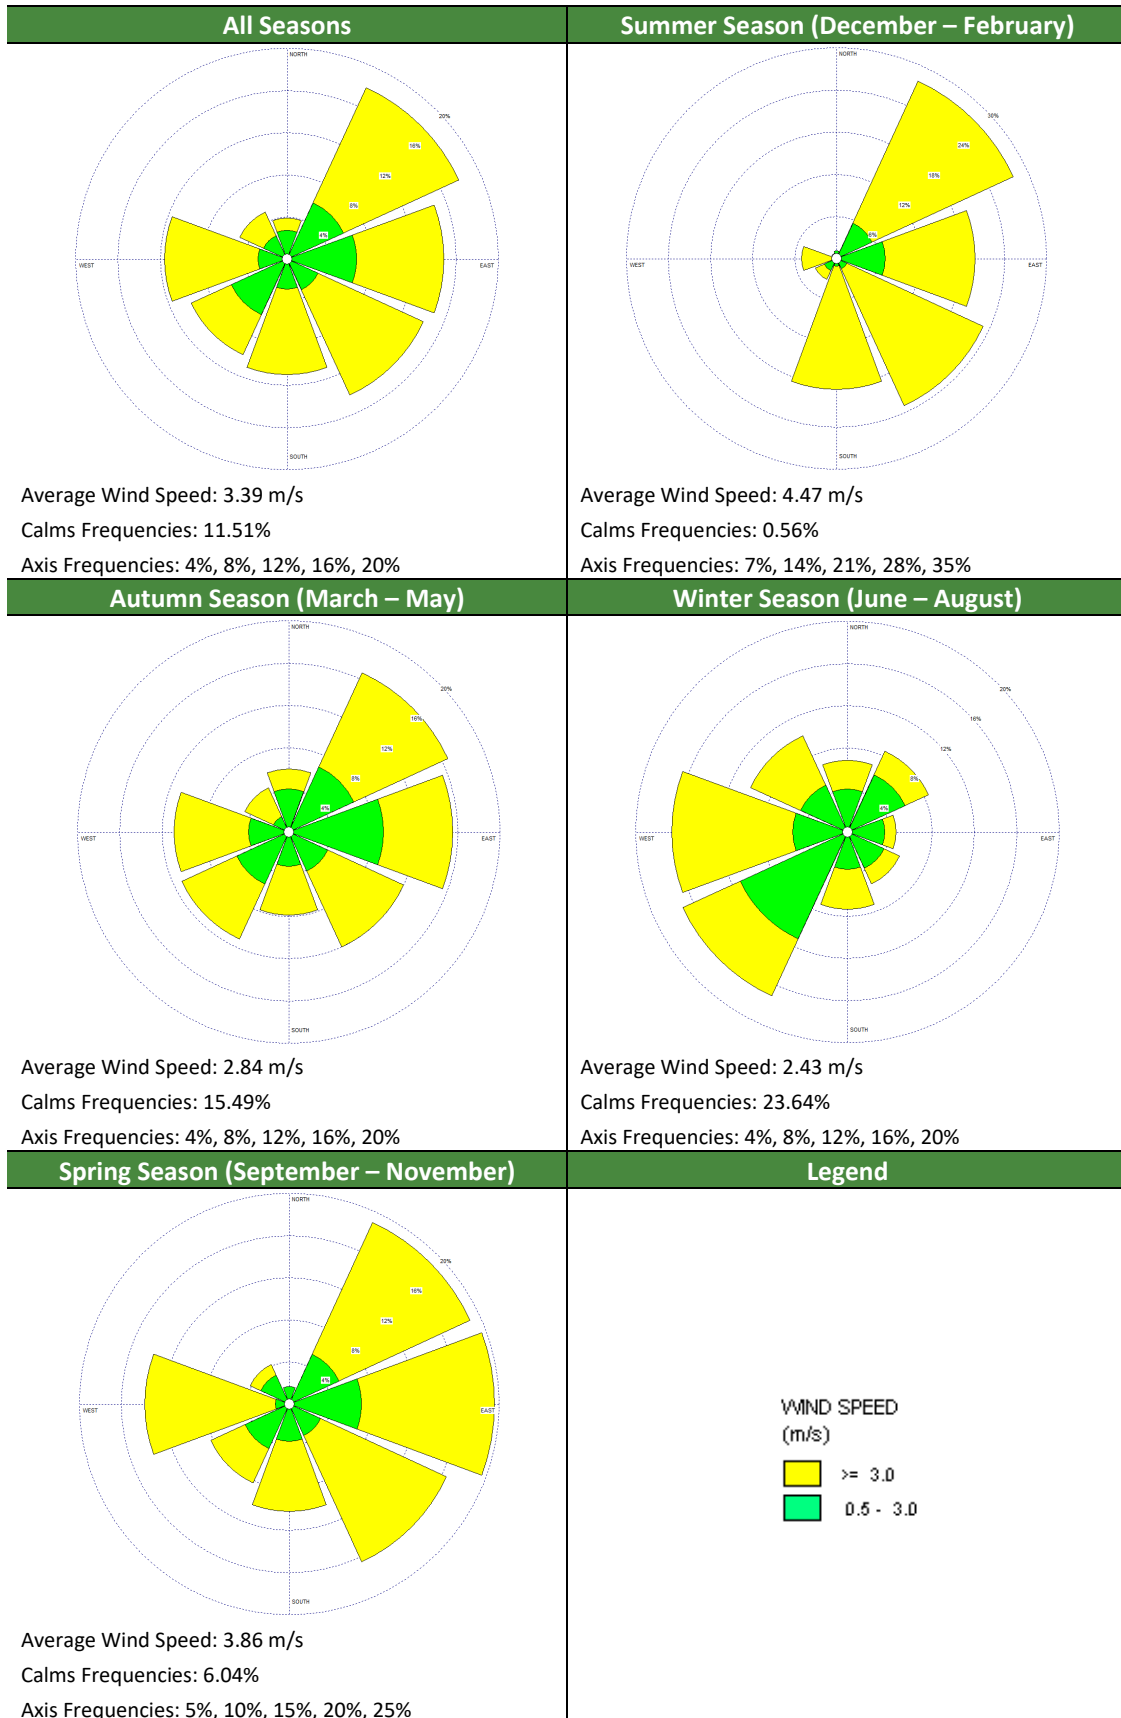 All Seasons
Summer Season (December – February)
NORTH
20%
16%
12%
8%
4%
WEST
EAST
SOUTH
NORTH
30%
24%
18%
12%
6%
WEST
EAST
SOUTH
Average Wind Speed: 3.39 m/s
Calms Frequencies: 11.51%
Axis Frequencies: 4%, 8%, 12%, 16%, 20%
Average Wind Speed: 4.47 m/s
Calms Frequencies: 0.56%
Axis Frequencies: 7%, 14%, 21%, 28%, 35%
Autumn Season (March – May)
Winter Season (June – August)
NORTH
20%
16%
12%
8%
4%
WEST
EAST
SOUTH
NORTH
20%
16%
12%
8%
4%
WEST
EAST
SOUTH
Average Wind Speed: 2.84 m/s
Calms Frequencies: 15.49%
Axis Frequencies: 4%, 8%, 12%, 16%, 20%
Average Wind Speed: 2.43 m/s
Calms Frequencies: 23.64%
Axis Frequencies: 4%, 8%, 12%, 16%, 20%
Spring Season (September – November)
Legend
NORTH
20%
16%
12%
8%
4%
WEST
EAST
SOUTH
WIND SPEED
(m/s)
>= 3.0
0.5 - 3.0
Average Wind Speed: 3.86 m/s
Calms Frequencies: 6.04%
Axis Frequencies: 5%, 10%, 15%, 20%, 25%